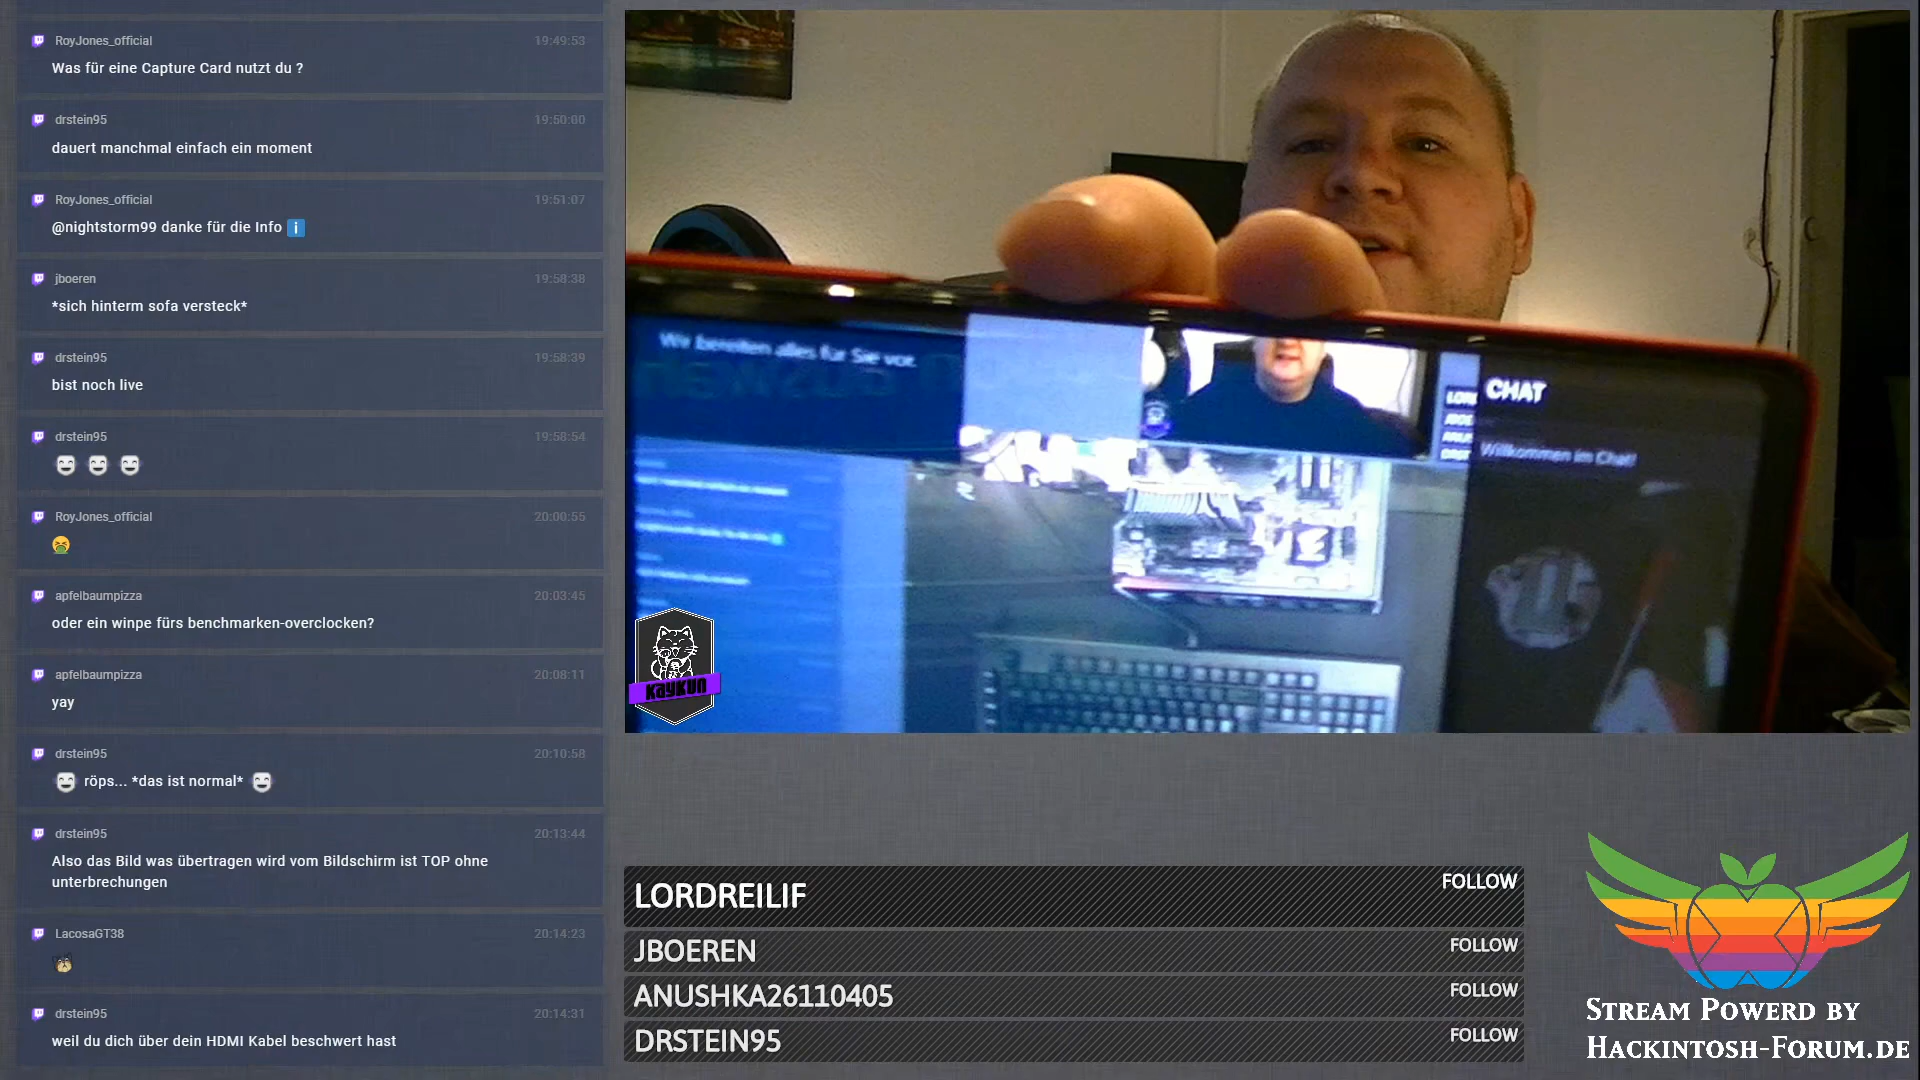 RoyJones_official 19:49:53
Was für eine Capture Card nutzt du ?
drstein95 19:50:00
dauert manchmal einfach ein moment
RoyJones_official 19:51:07
@nightstorm99 danke für die Info
jboeren 19:58:38
*sich hinterm sofa versteck*
drstein95 19:58:39
bist noch live
drstein95 19:58:54
RoyJones_official 20:00:55
apfelbaumpizza 20:03:45
oder ein winpe fürs benchmarken-overclocken?
apfelbaumpizza 20:08:11
yay
drstein95 20:10:58
röps... *das ist normal*
drstein95 20:13:44
Also das Bild was übertragen wird vom Bildschirm ist TOP ohne
unterbrechungen
LacosaGT38 20:14:23
drstein95 20:14:31
weil du dich über dein HDMI Kabel beschwert hast
Wir bereiten alles für Sie vor.
CHAT
Willkommen im Chat!
KayKun
LORDREILIF FOLLOW
JBOEREN FOLLOW
ANUSHKA26110405 FOLLOW
DRSTEIN95 FOLLOW
STREAM POWERD BY
HACKINTOSH-FORUM.DE